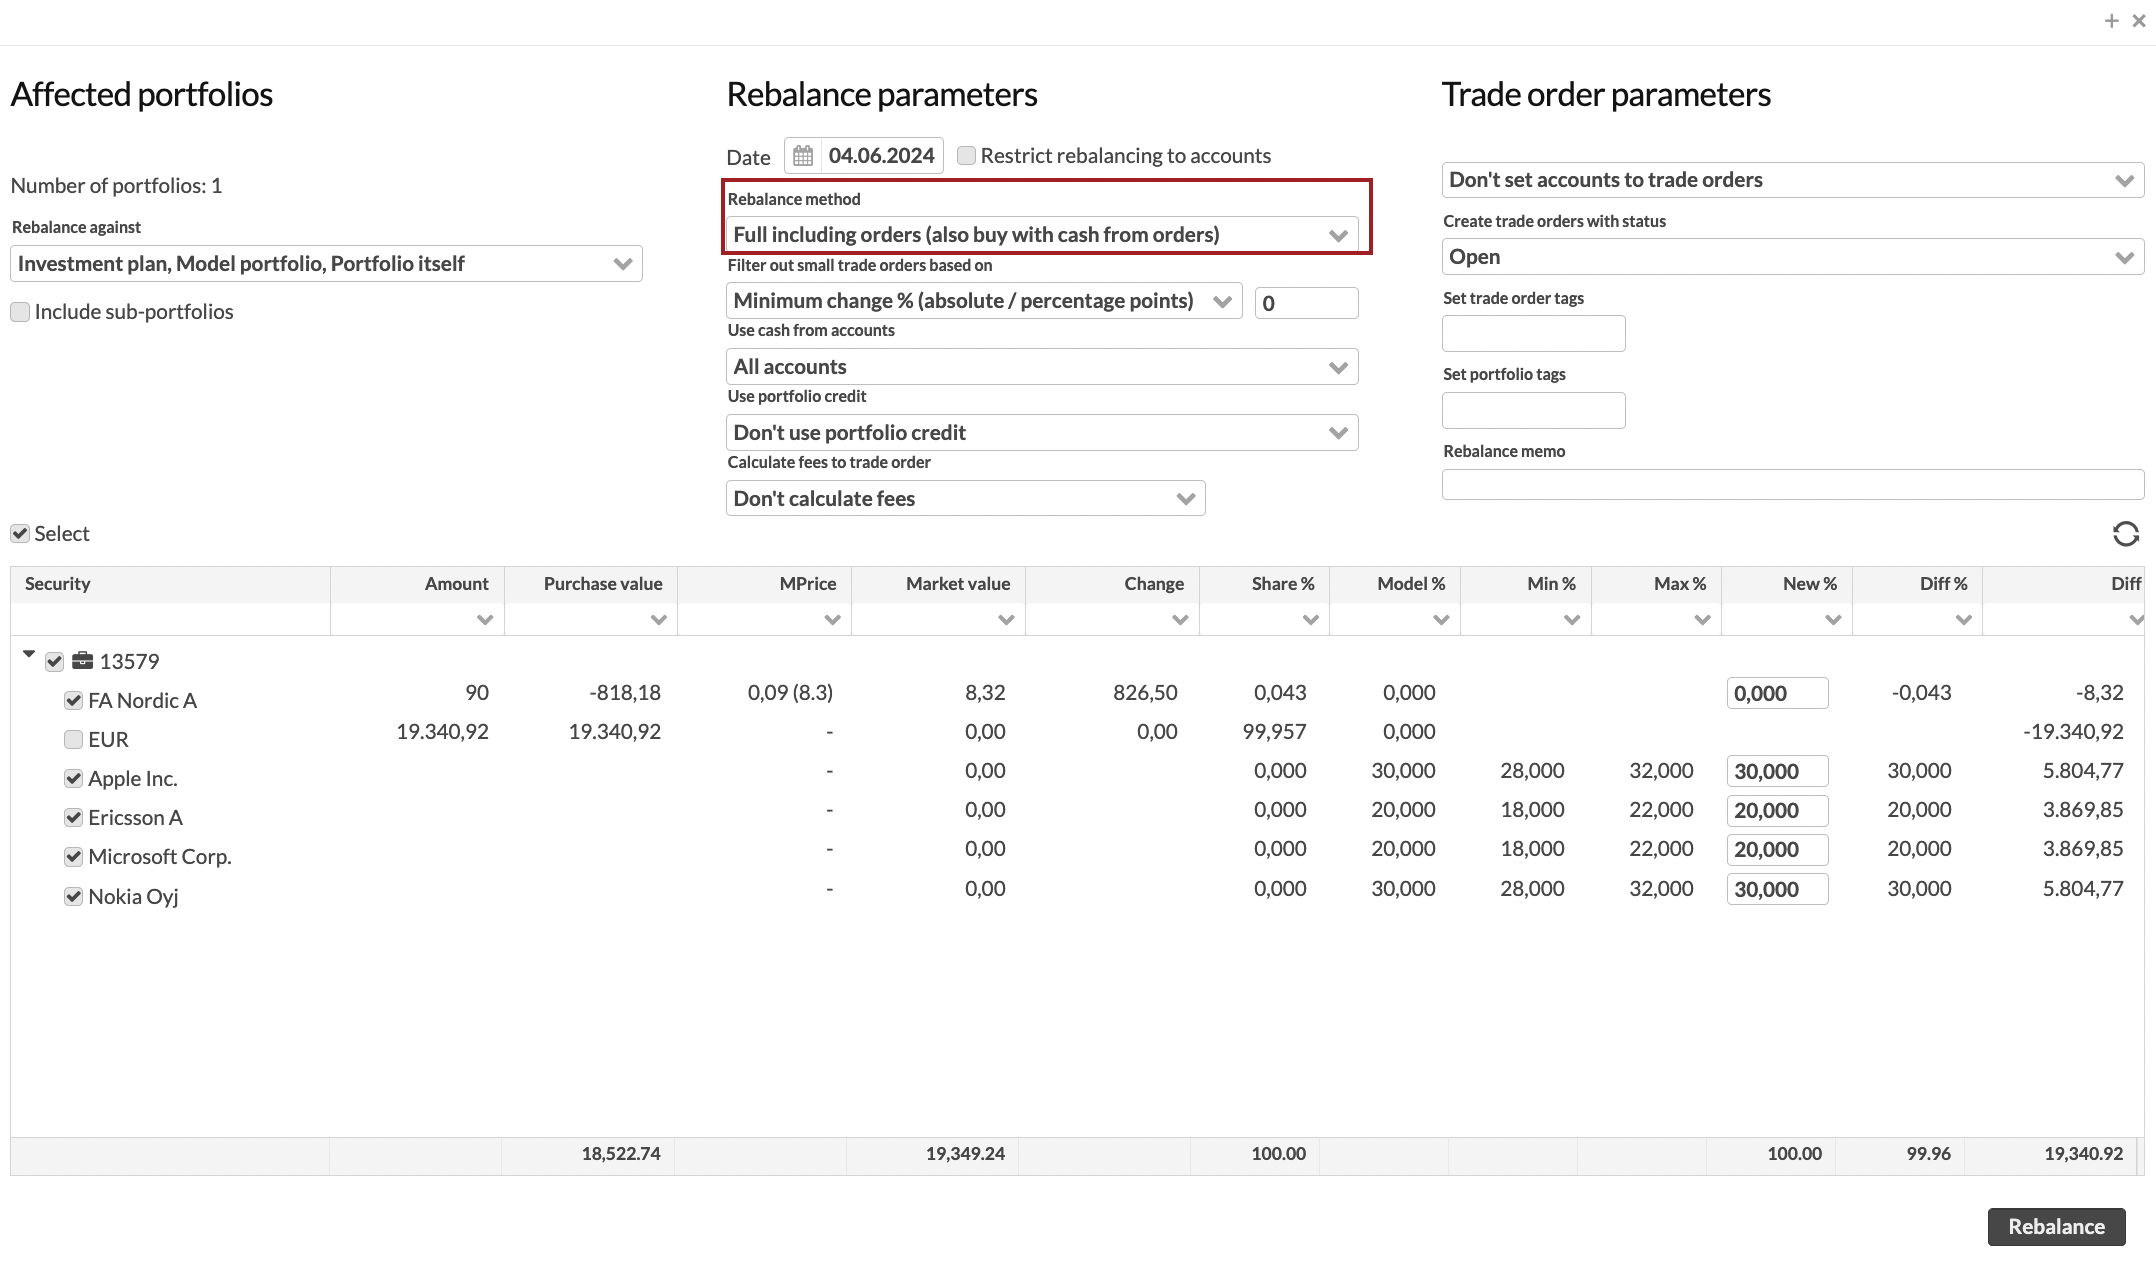 Affected portfolios
Number of portfolios: 1
Rebalance against
Investment plan, Model portfolio, Portfolio itself
Include sub-portfolios
Rebalance parameters
Date 04.06.2024 Restrict rebalancing to accounts
Rebalance method
Full including orders (also buy with cash from orders)
Filter out small trade orders based on
Minimum change % (absolute / percentage points) 0
Use cash from accounts
All accounts
Use portfolio credit
Don't use portfolio credit
Calculate fees to trade order
Don't calculate fees
Trade order parameters
Don't set accounts to trade orders
Create trade orders with status
Open
Set trade order tags
Set portfolio tags
Rebalance memo
Select
Security Amount Purchase value MPrice Market value Change Share % Model % Min % Max % New % Diff % Diff
13579
FA Nordic A 90 -818,18 0,09 (8.3) 8,32 826,50 0,043 0,000 0,000 -0,043 -8,32
EUR 19.340,92 19.340,92 - 0,00 0,00 99,957 0,000 -19.340,92
Apple Inc. - 0,00 0,000 30,000 28,000 32,000 30,000 30,000 5.804,77
Ericsson A - 0,00 0,000 20,000 18,000 22,000 20,000 20,000 3.869,85
Microsoft Corp. - 0,00 0,000 20,000 18,000 22,000 20,000 20,000 3.869,85
Nokia Oyj - 0,00 0,000 30,000 28,000 32,000 30,000 30,000 5.804,77
18,522.74 19,349.24 100.00 100.00 99.96 19,340.92
Rebalance